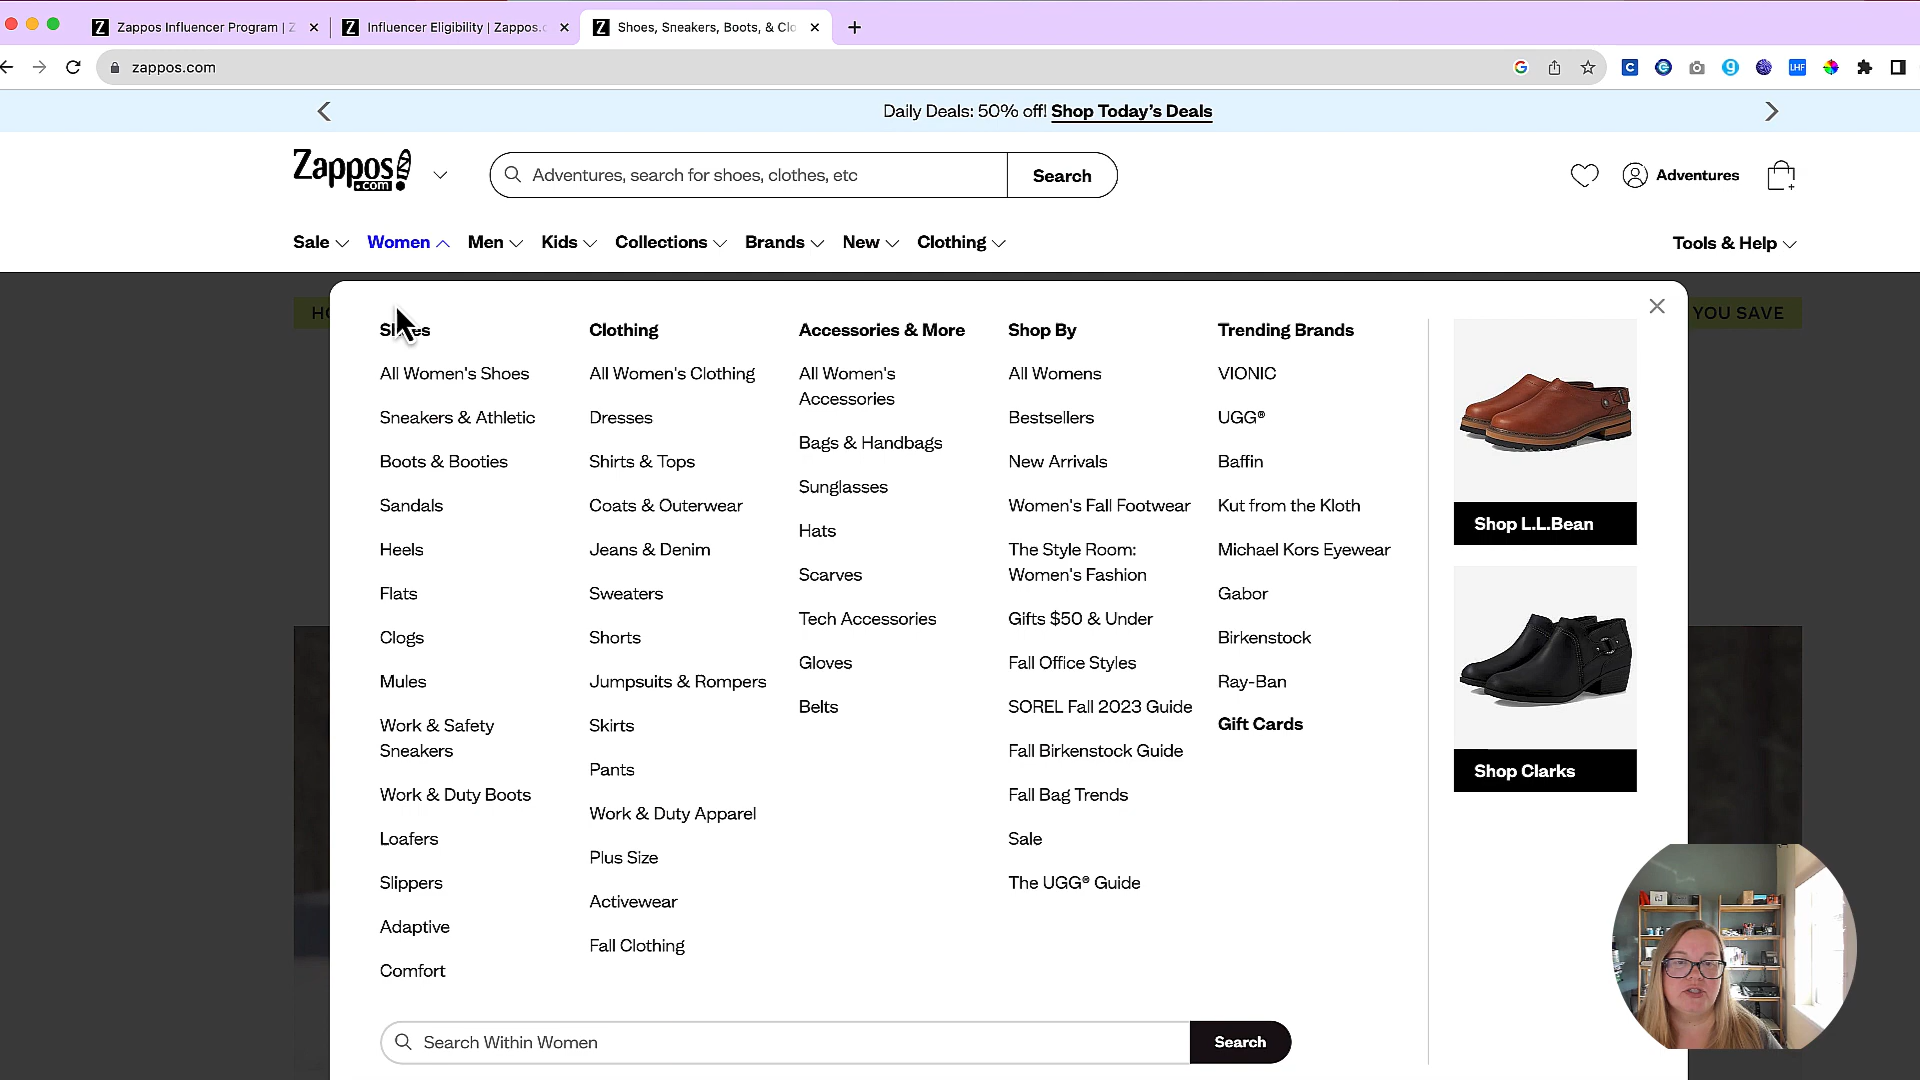 Zappos Influencer Program | Z
Influencer Eligibility | Zappos.c
Shoes, Sneakers, Boots, & Clo
zappos.com
Daily Deals: 50% off! Shop Today's Deals
Zappos
.com
Adventures, search for shoes, clothes, etc
Search
Adventures
Sale
Women
Men
Kids
Collections
Brands
New
Clothing
Tools & Help
YOU SAVE
Shoes
All Women's Shoes
Sneakers & Athletic
Boots & Booties
Sandals
Heels
Flats
Clogs
Mules
Work & Safety
Sneakers
Work & Duty Boots
Loafers
Slippers
Adaptive
Comfort
Clothing
All Women's Clothing
Dresses
Shirts & Tops
Coats & Outerwear
Jeans & Denim
Sweaters
Shorts
Jumpsuits & Rompers
Skirts
Pants
Work & Duty Apparel
Plus Size
Activewear
Fall Clothing
Accessories & More
All Women's
Accessories
Bags & Handbags
Sunglasses
Hats
Scarves
Tech Accessories
Gloves
Belts
Shop By
All Womens
Bestsellers
New Arrivals
Women's Fall Footwear
The Style Room:
Women's Fashion
Gifts $50 & Under
Fall Office Styles
SOREL Fall 2023 Guide
Fall Birkenstock Guide
Fall Bag Trends
Sale
The UGG® Guide
Trending Brands
VIONIC
UGG®
Baffin
Kut from the Kloth
Michael Kors Eyewear
Gabor
Birkenstock
Ray-Ban
Gift Cards
Shop L.L.Bean
Shop Clarks
Search Within Women
Search